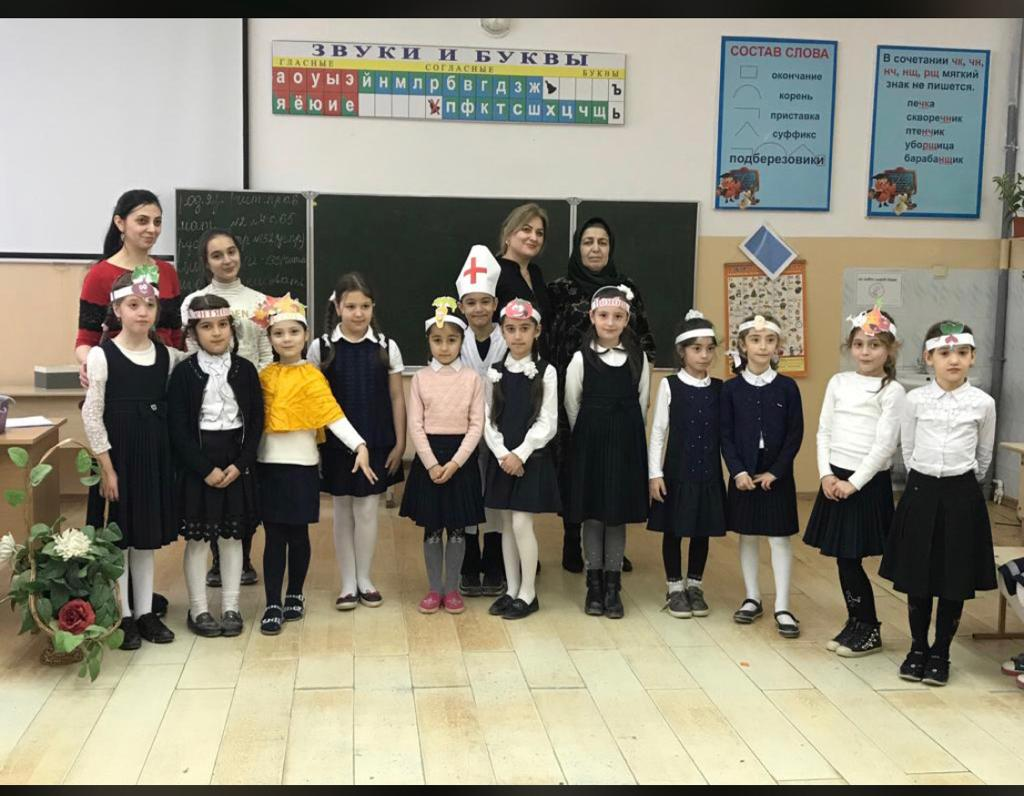 ЗВУКИ И БУКВЫ
ГЛАСНЫЕ СОГЛАСНЫЕ БУКВЫ
а о у ы э й н м л р б в г д з ж ъ
я ё ю и е п ф к т с ш х ц ч щ ь
СОСТАВ СЛОВА
окончание
корень
приставка
суффикс
подберезовики
В сочетании чк, чн,
нч, нщ, рщ мягкий
знак не пишется.
печка
скворечник
птенчик
уборщица
барабанщик